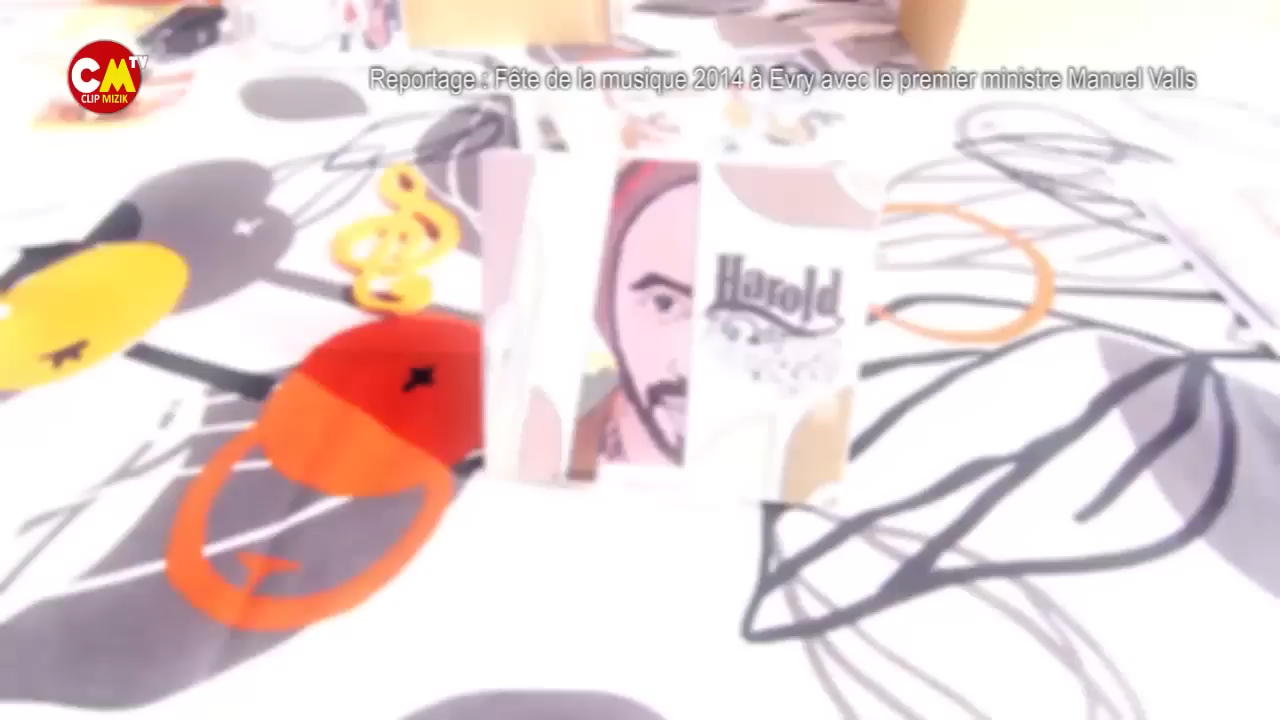 CM TV
CLIP MIZIK
Reportage : Fête de la musique 2014 à Evry avec le premier ministre Manuel Valls
Harold